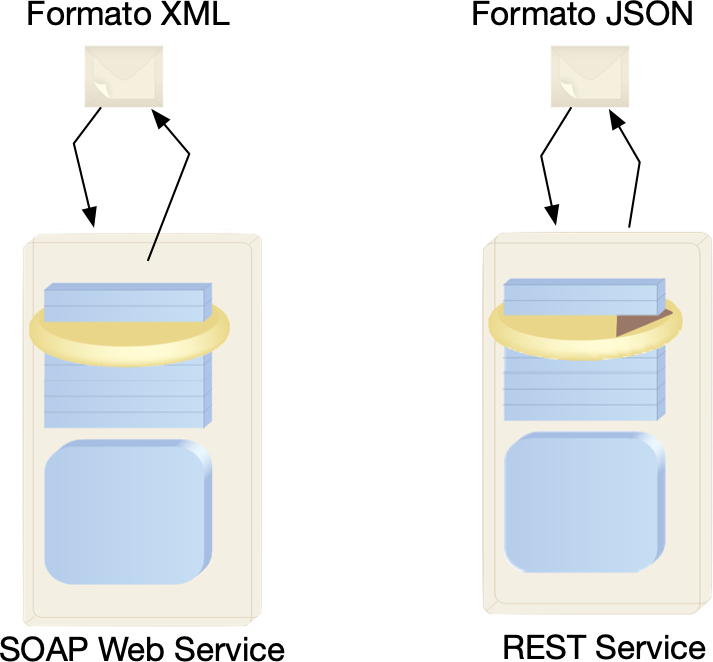 Formato XML
Formato JSON
SOAP Web Service
REST Service